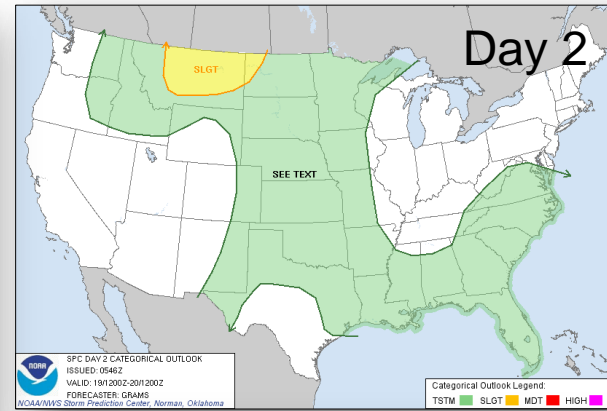 Day 2
SLGT
SEE TEXT
NOAA
SPC DAY 2 CATEGORICAL OUTLOOK
ISSUED: 0546Z
VALID: 19/1200Z-20/1200Z
FORECASTER: GRAMS
NOAA/NWS Storm Prediction Center, Norman, Oklahoma
Categorical Outlook Legend:
TSTM SLGT MDT HIGH